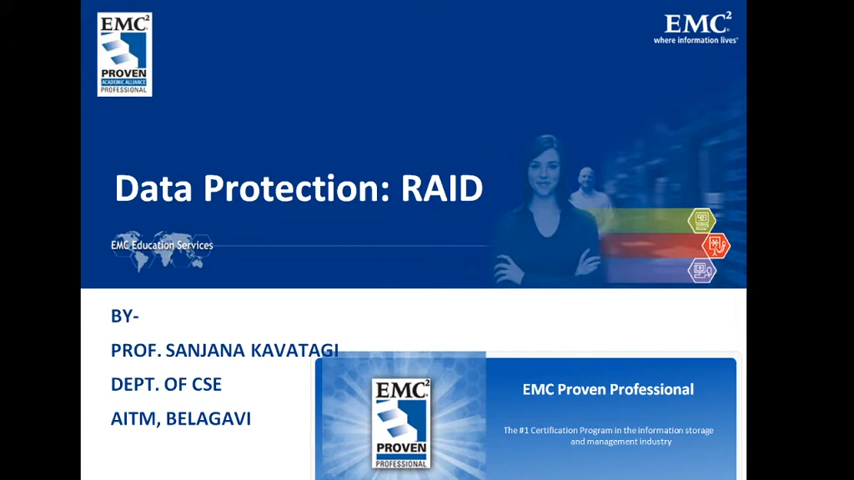 EMC²
PROVEN
ACADEMIC ALLIANCE
PROFESSIONAL
EMC²
where information lives®
Data Protection: RAID
EMC Education Services
BY-
PROF. SANJANA KAVATAGI
DEPT. OF CSE
AITM, BELAGAVI
EMC²
PROVEN
PROFESSIONAL
EMC Proven Professional
The #1 Certification Program in the information storage
and management industry